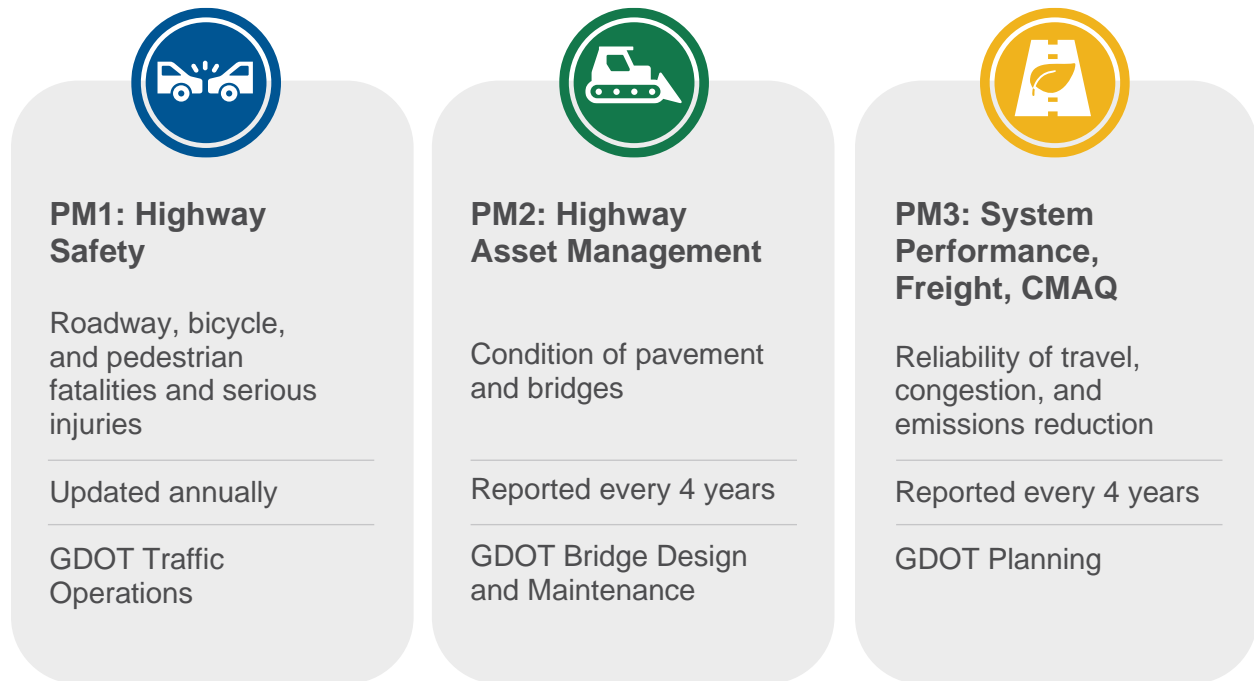 PM1: Highway
Safety
Roadway, bicycle,
and pedestrian
fatalities and serious
injuries
Updated annually
GDOT Traffic
Operations
PM2: Highway
Asset Management
Condition of pavement
and bridges
Reported every 4 years
GDOT Bridge Design
and Maintenance
PM3: System
Performance,
Freight, CMAQ
Reliability of travel,
congestion, and
emissions reduction
Reported every 4 years
GDOT Planning